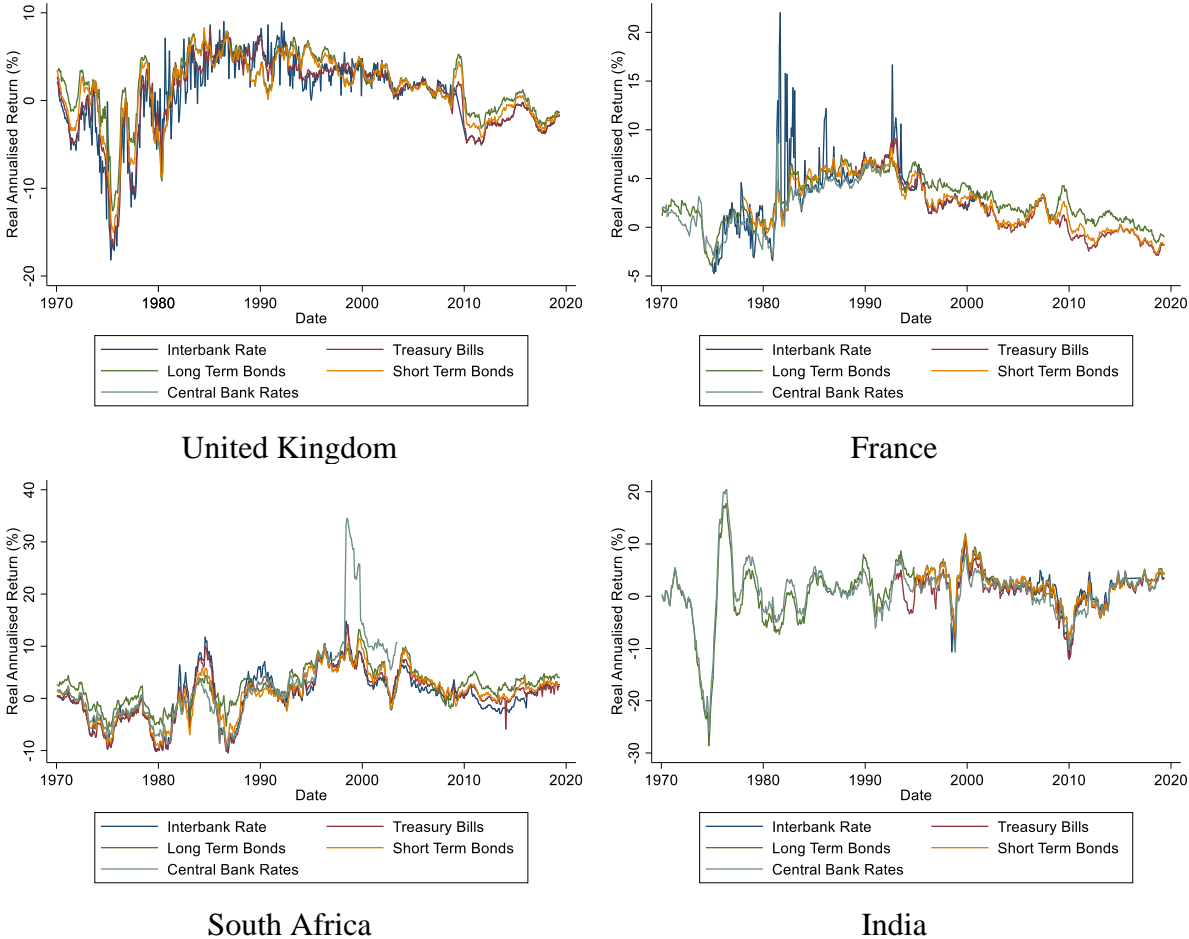 Real Annualised Return (%)
10
0
-10
-20
1970 1980 1990 2000 2010 2020
Date
Interbank Rate Treasury Bills
Long Term Bonds Short Term Bonds
Central Bank Rates
United Kingdom
Real Annualised Return (%)
20
15
10
5
0
-5
1970 1980 1990 2000 2010 2020
Date
Interbank Rate Treasury Bills
Long Term Bonds Short Term Bonds
Central Bank Rates
France
Real Annualised Return (%)
40
30
20
10
0
-10
1970 1980 1990 2000 2010 2020
Date
Interbank Rate Treasury Bills
Long Term Bonds Short Term Bonds
Central Bank Rates
South Africa
Real Annualised Return (%)
20
10
0
-10
-20
-30
1970 1980 1990 2000 2010 2020
Date
Interbank Rate Treasury Bills
Long Term Bonds Short Term Bonds
Central Bank Rates
India